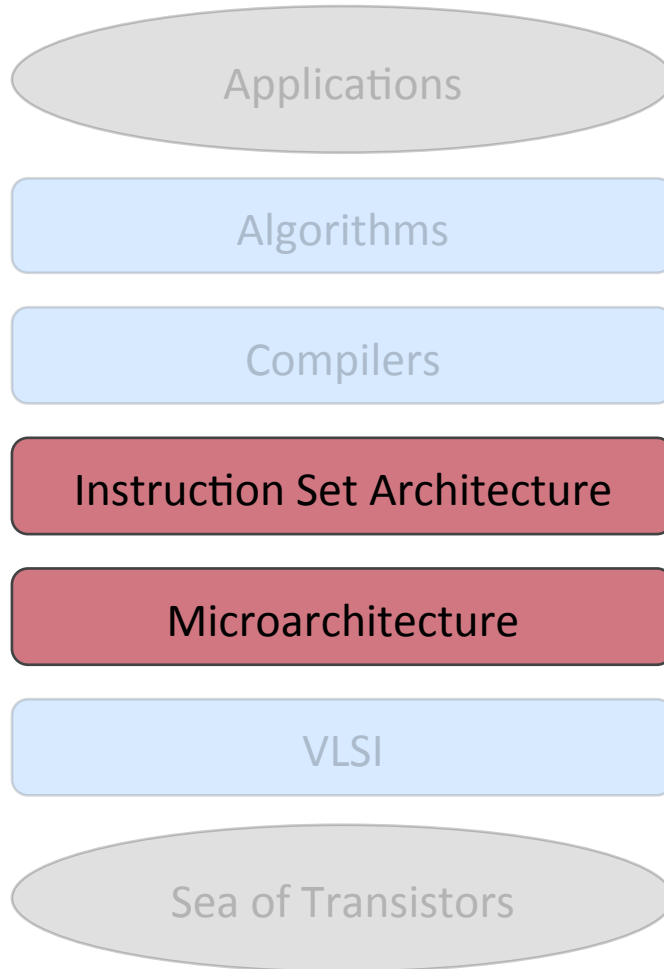 Applications
Algorithms
Compilers
Instruction Set Architecture
Microarchitecture
VLSI
Sea of Transistors